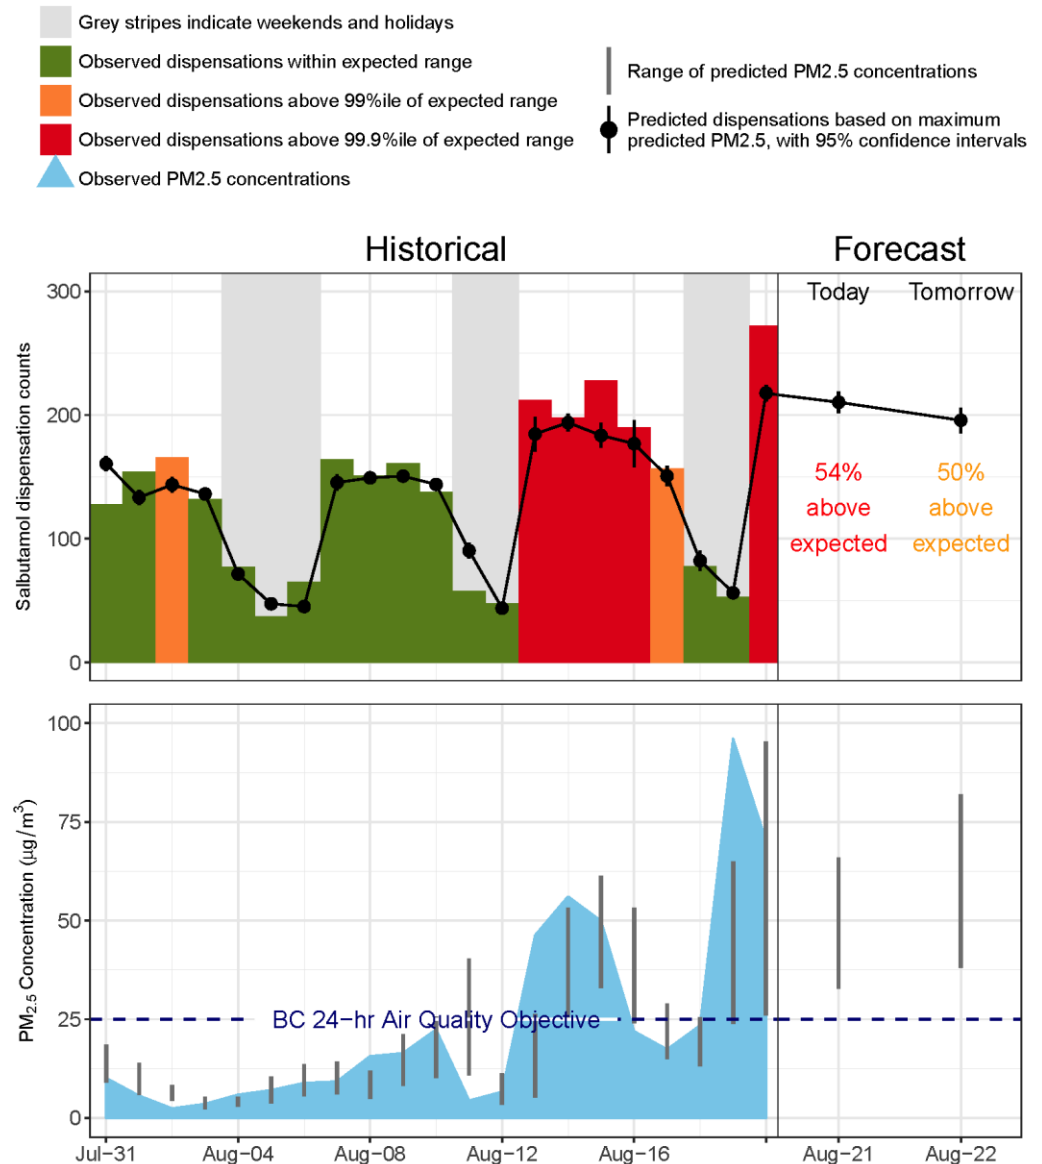 Grey stripes indicate weekends and holidays
Observed dispensations within expected range
Observed dispensations above 99%ile of expected range
Observed dispensations above 99.9%ile of expected range
Observed PM2.5 concentrations
Range of predicted PM2.5 concentrations
Predicted dispensations based on maximum
predicted PM2.5, with 95% confidence intervals
Historical
Forecast
Salbutamol dispensation counts
300
200
100
0
Today
Tomorrow
54%
above
expected
50%
above
expected
PM2.5 Concentration (μg/m³)
100
75
50
25
0
BC 24−hr Air Quality Objective
Jul−31
Aug−04
Aug−08
Aug−12
Aug−16
Aug−21
Aug−22